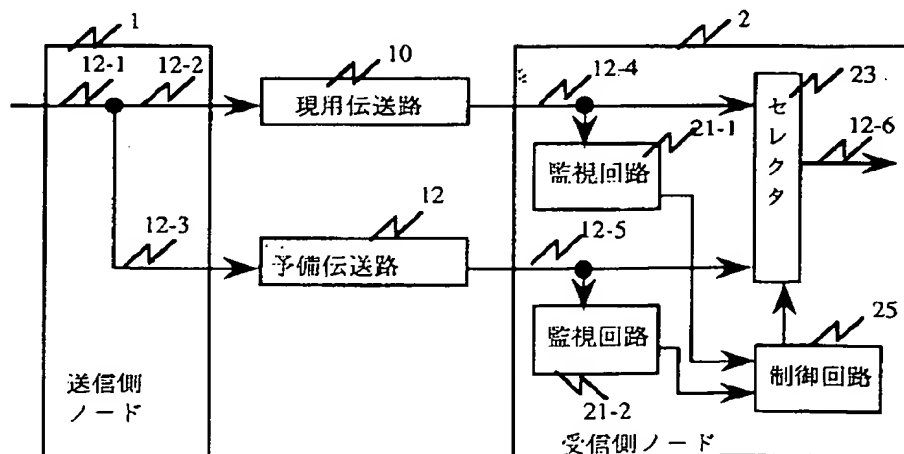 1
2
12-1
12-2
10
現用伝送路
12-4
23
セレクタ
12-6
21-1
監視回路
12-3
12
予備伝送路
12-5
監視回路
21-2
25
制御回路
送信側
ノード
受信側ノード